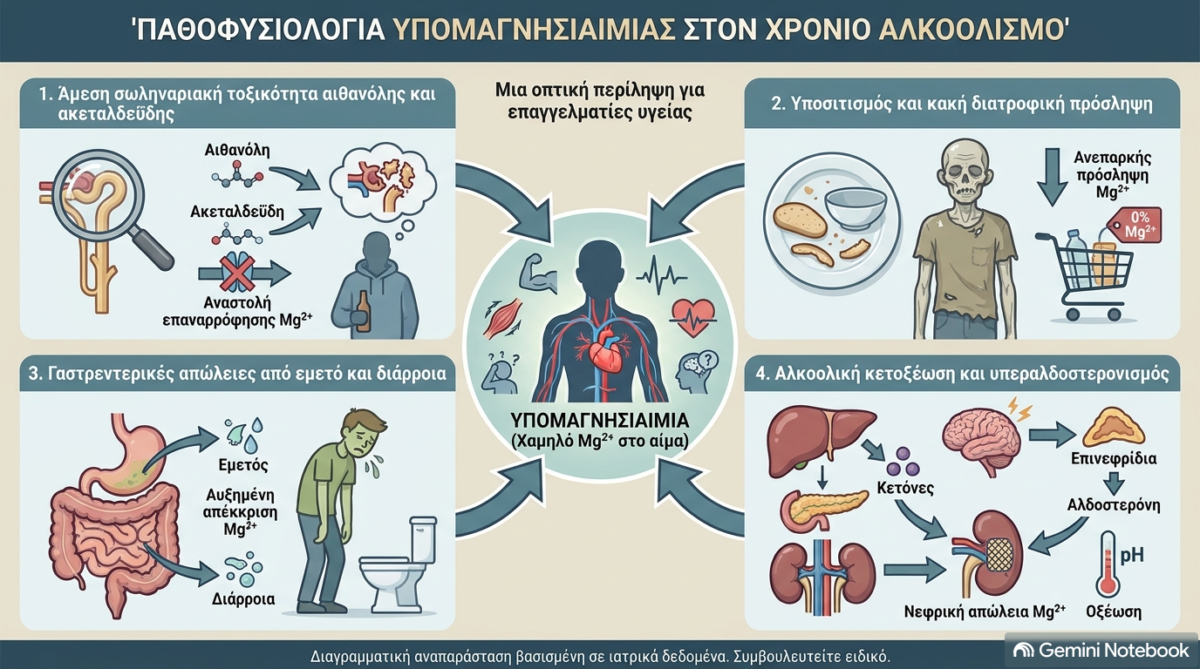 'ΠΑΘΟΦΥΣΙΟΛΟΓΙΑ ΥΠΟΜΑΓΝΗΣΙΑΙΜΙΑΣ ΣΤΟΝ ΧΡΟΝΙΟ ΑΛΚΟΟΛΙΣΜΟ'
Μια οπτική περίληψη για
επαγγελματίες υγείας
1. Άμεση σωληναριακή τοξικότητα αιθανόλης και
ακεταλδεΰδης
Αιθανόλη
Ακεταλδεΰδη
Αναστολή
επαναρρόφησης Mg²⁺
2. Υποσιτισμός και κακή διατροφική πρόσληψη
Ανεπαρκής
πρόσληψη
Mg²⁺
0%
Mg²⁺
ΥΠΟΜΑΓΝΗΣΙΑΙΜΙΑ
(Χαμηλό Mg²⁺ στο αίμα)
3. Γαστρεντερικές απώλειες από εμετό και διάρροια
Εμετός
Αυξημένη
απέκκριση
Mg²⁺
Διάρροια
4. Αλκοολική κετοξέωση και υπεραλδοστερονισμός
Κετόνες
Επινεφρίδια
Αλδοστερόνη
Νεφρική απώλεια Mg²⁺
pH
Οξέωση
Διαγραμματική αναπαράσταση βασισμένη σε ιατρικά δεδομένα. Συμβουλευτείτε ειδικό.
Gemini Notebook